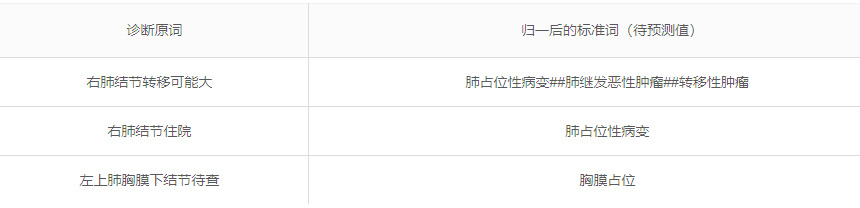 诊断原词 归一后的标准词（待预测值）
右肺结节转移可能大 肺占位性病变##肺继发恶性肿瘤##转移性肿瘤
右肺结节住院 肺占位性病变
左上肺胸膜下结节待查 胸膜占位